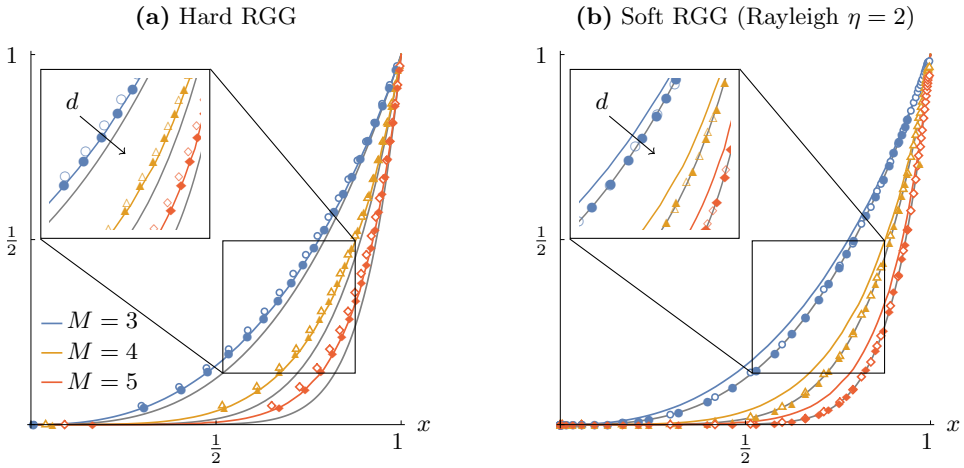 (a) Hard RGG
1
d
1/2
M = 3
M = 4
M = 5
1/2
1
x
(b) Soft RGG (Rayleigh η = 2)
1
d
1/2
1/2
1
x